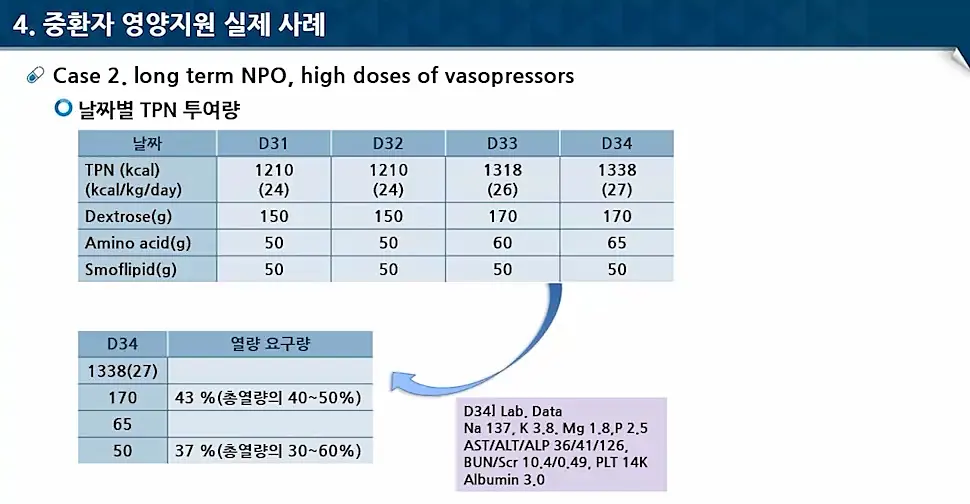 4. 중환자 영양지원 실제 사례
Case 2. long term NPO, high doses of vasopressors
날짜별 TPN 투여량
날짜 D31 D32 D33 D34
TPN (kcal) 1210 1210 1318 1338
(kcal/kg/day) (24) (24) (26) (27)
Dextrose(g) 150 150 170 170
Amino acid(g) 50 50 60 65
Smoflipid(g) 50 50 50 50
D34 열량 요구량
1338(27)
170 43 %(총열량의 40~50%)
65
50 37 %(총열량의 30~60%)
D34] Lab. Data
Na 137, K 3.8, Mg 1.8,P 2.5
AST/ALT/ALP 36/41/126,
BUN/Scr 10.4/0.49, PLT 14K
Albumin 3.0